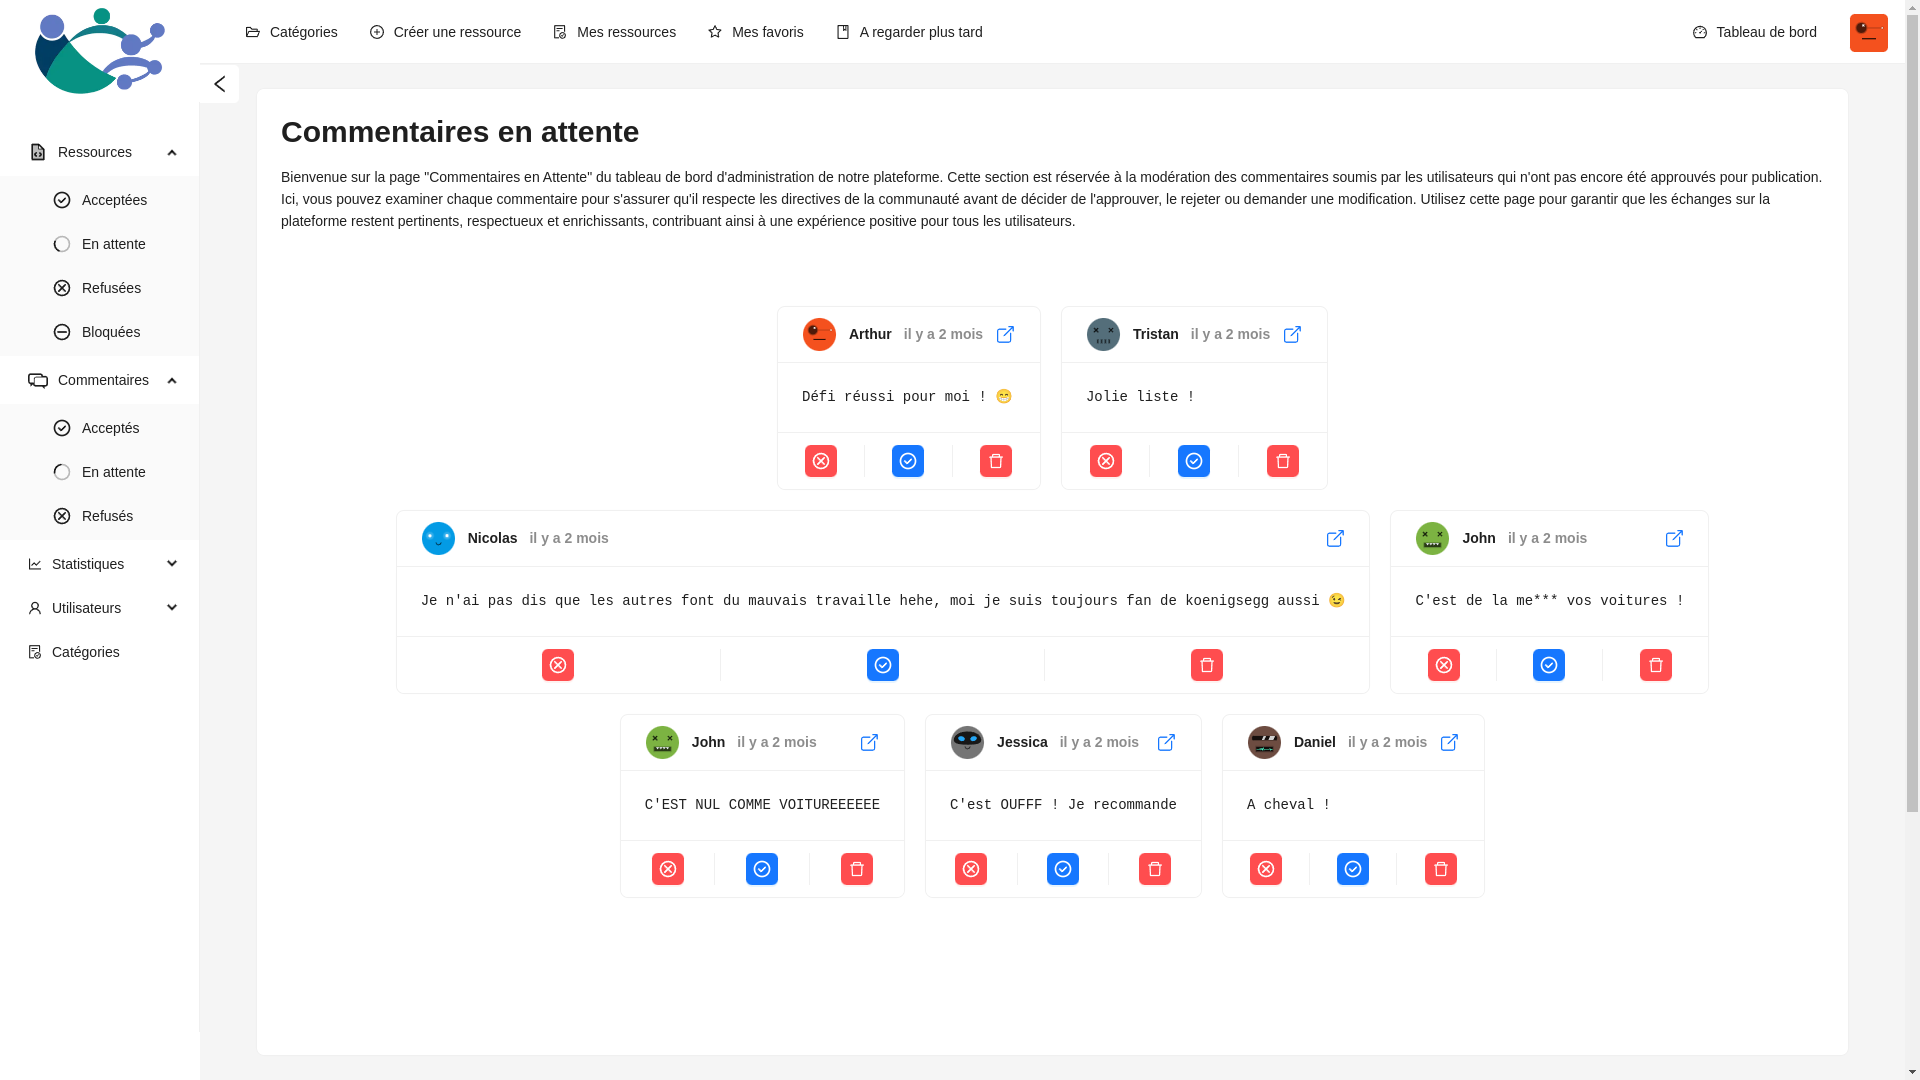 Catégories
Créer une ressource
Mes ressources
Mes favoris
A regarder plus tard
Tableau de bord
Ressources
Acceptées
En attente
Refusées
Bloquées
Commentaires
Acceptés
En attente
Refusés
Statistiques
Utilisateurs
Catégories
Commentaires en attente
Bienvenue sur la page "Commentaires en Attente" du tableau de bord d'administration de notre plateforme. Cette section est réservée à la modération des commentaires soumis par les utilisateurs qui n'ont pas encore été approuvés pour publication.
Ici, vous pouvez examiner chaque commentaire pour s'assurer qu'il respecte les directives de la communauté avant de décider de l'approuver, le rejeter ou demander une modification. Utilisez cette page pour garantir que les échanges sur la
plateforme restent pertinents, respectueux et enrichissants, contribuant ainsi à une expérience positive pour tous les utilisateurs.
Arthur il y a 2 mois
Défi réussi pour moi ! 😁
Tristan il y a 2 mois
Jolie liste !
Nicolas il y a 2 mois
Je n'ai pas dis que les autres font du mauvais travaille hehe, moi je suis toujours fan de koenigsegg aussi 😉
John il y a 2 mois
C'est de la me*** vos voitures !
John il y a 2 mois
C'EST NUL COMME VOITUREEEEEE
Jessica il y a 2 mois
C'est OUFFF ! Je recommande
Daniel il y a 2 mois
A cheval !